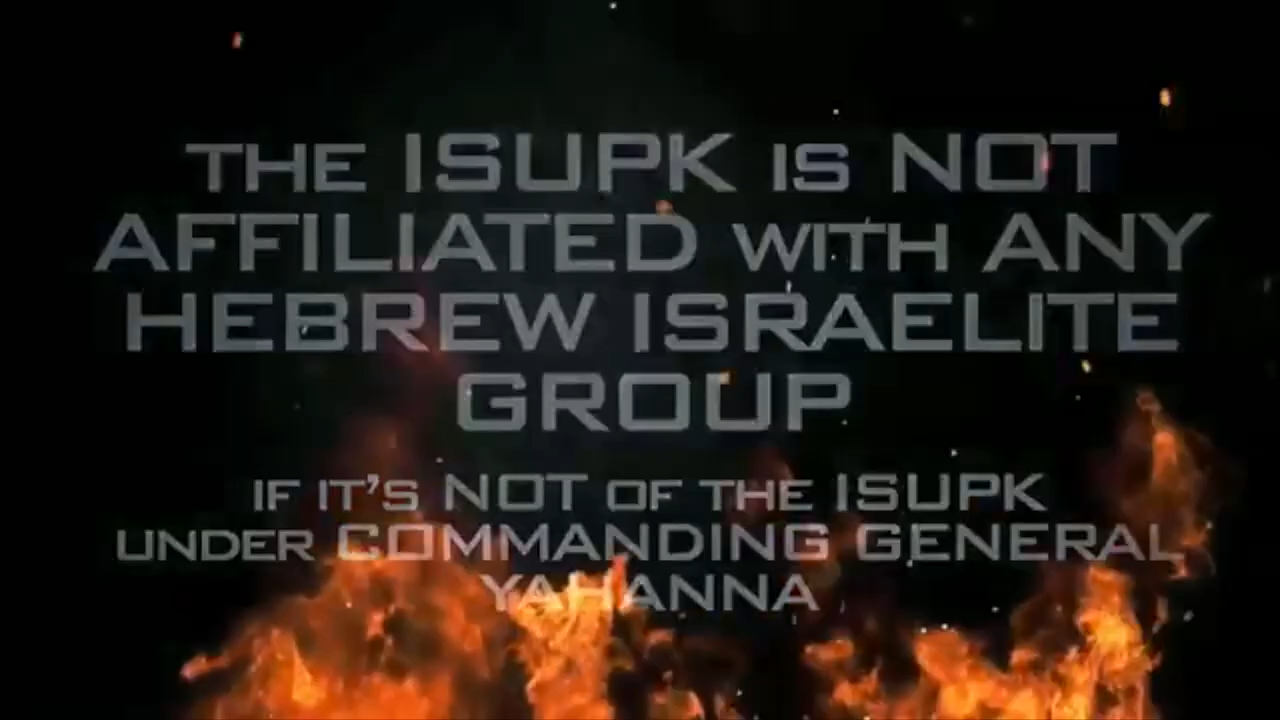 THE ISUPK IS NOT
AFFILIATED WITH ANY
HEBREW ISRAELITE
GROUP
IF IT'S NOT OF THE ISUPK
UNDER COMMANDING GENERAL
YAHANNA